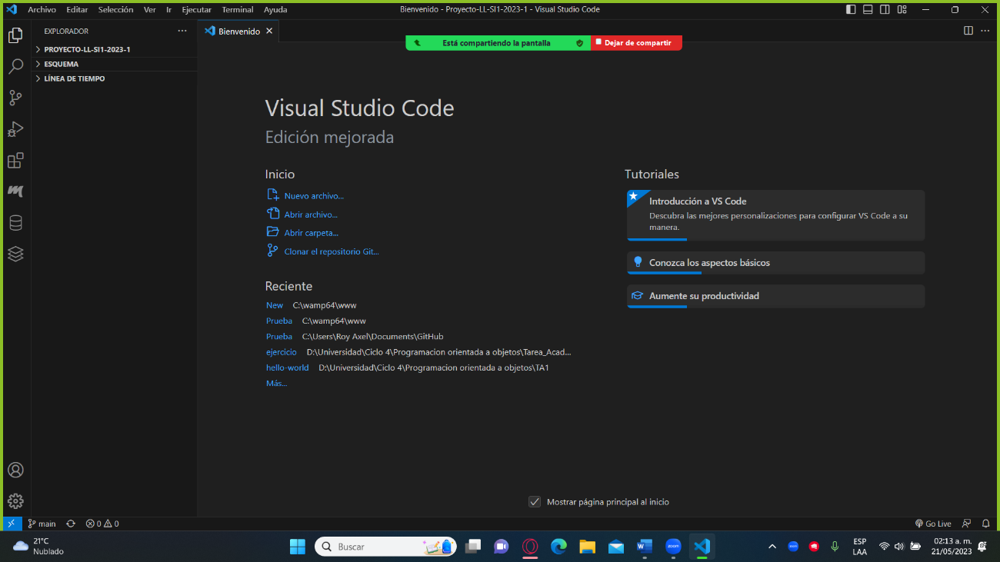 Archivo Editar Selección Ver Ir Ejecutar Terminal Ayuda
Bienvenido - Proyecto-LL-SI1-2023-1 - Visual Studio Code
EXPLORADOR
Bienvenido
Está compartiendo la pantalla
Dejar de compartir
PROYECTO-LL-SI1-2023-1
ESQUEMA
LÍNEA DE TIEMPO
Visual Studio Code
Edición mejorada
Inicio
Nuevo archivo...
Abrir archivo...
Abrir carpeta...
Clonar el repositorio Git...
Reciente
New C:\wamp64\www
Prueba C:\wamp64\www
Prueba C:\Users\Roy Axel\Documents\GitHub
ejercicio D:\Universidad\Ciclo 4\Programacion orientada a objetos\Tarea_Acad...
hello-world D:\Universidad\Ciclo 4\Programacion orientada a objetos\TA1
Más...
Tutoriales
Introducción a VS Code
Descubra las mejores personalizaciones para configurar VS Code a su
manera.
Conozca los aspectos básicos
Aumente su productividad
Mostrar página principal al inicio
main
0 0
Go Live
21°C
Nublado
Buscar
zoom
zoom
ESP
LAA
02:13 a. m.
21/05/2023